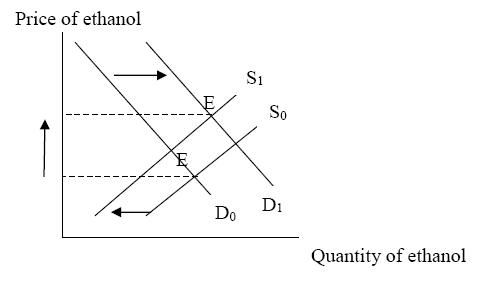 Price of ethanol
S₁
E
S₀
E
D₁
D₀
Quantity of ethanol